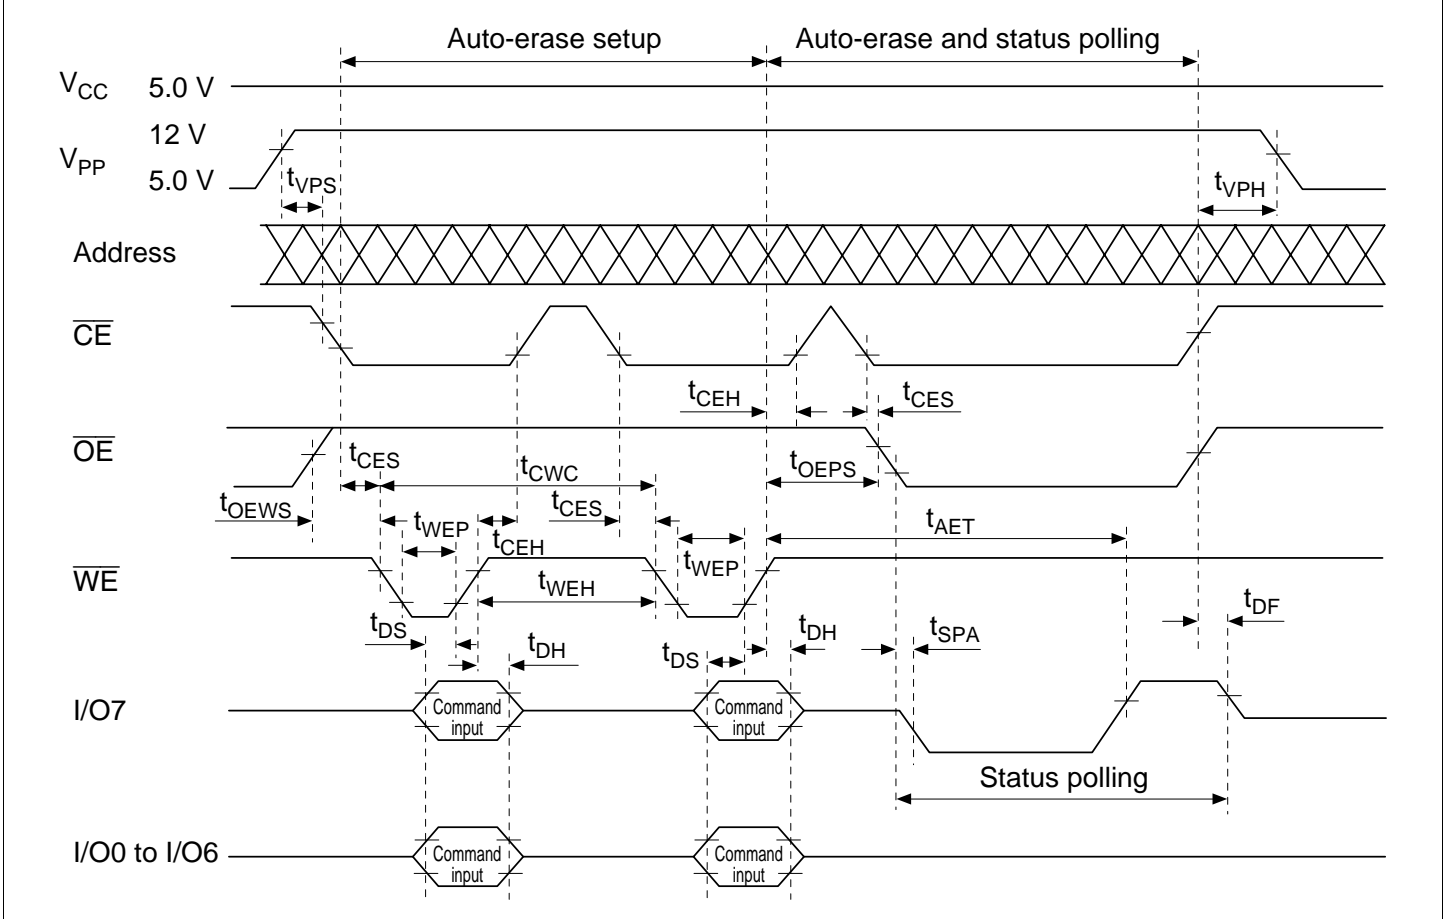 Auto-erase setup
Auto-erase and status polling
VCC 5.0 V
12 V
VPP
5.0 V
tVPS
tVPH
Address
CE
tCEH
tCES
OE
tCES
tCWC
tOEPS
tOEWS
tWEP
tCES
tAET
tCEH
tWEP
WE
tWEH
tDS
tDH
tDS
tDH
tSPA
tDF
I/O7
Command
input
Command
input
Status polling
I/O0 to I/O6
Command
input
Command
input